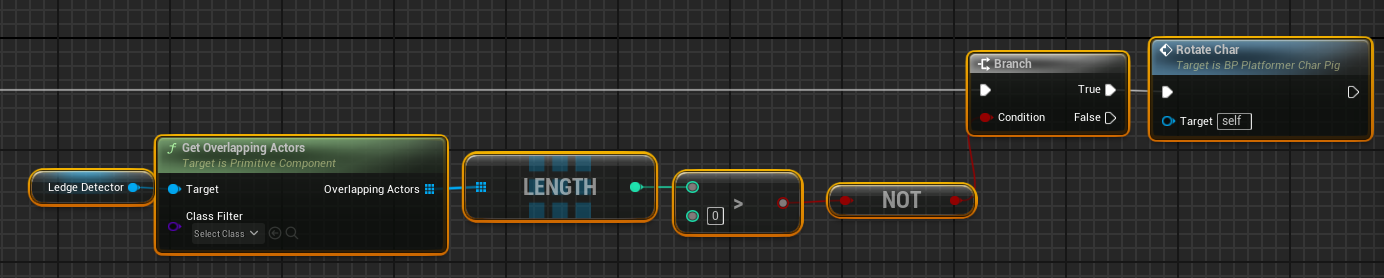 Ledge Detector
f Get Overlapping Actors
Target is Primitive Component
Target
Overlapping Actors
Class Filter
Select Class
LENGTH
0
>
NOT
Branch
True
Condition
False
Rotate Char
Target is BP Platformer Char Pig
Target self